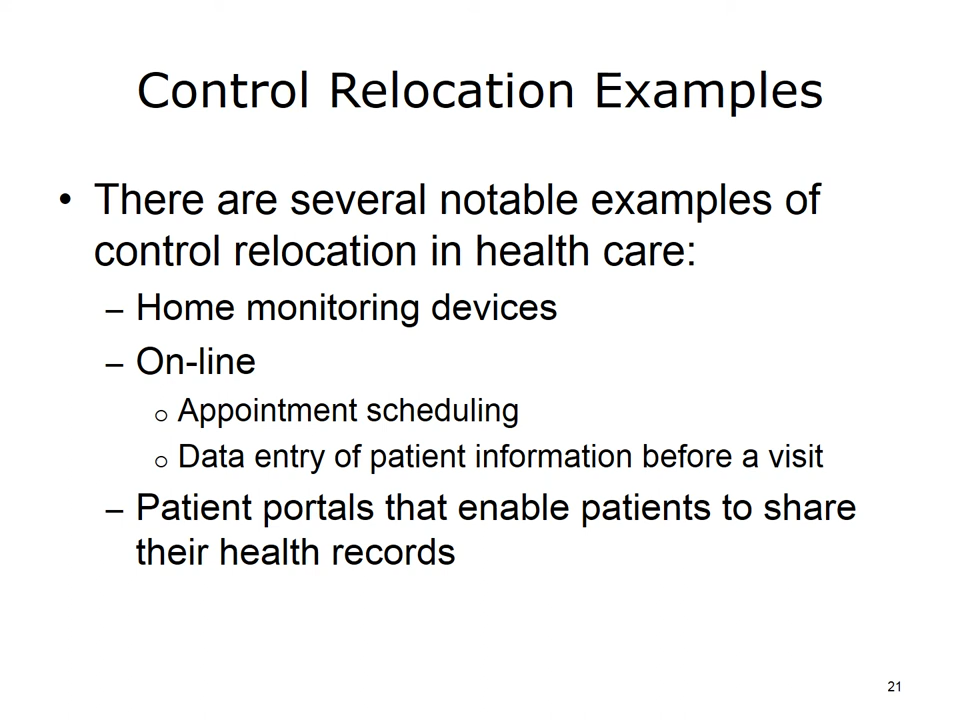 Control Relocation Examples
• There are several notable examples of
control relocation in health care:
– Home monitoring devices
– On-line
o Appointment scheduling
o Data entry of patient information before a visit
– Patient portals that enable patients to share
their health records
21